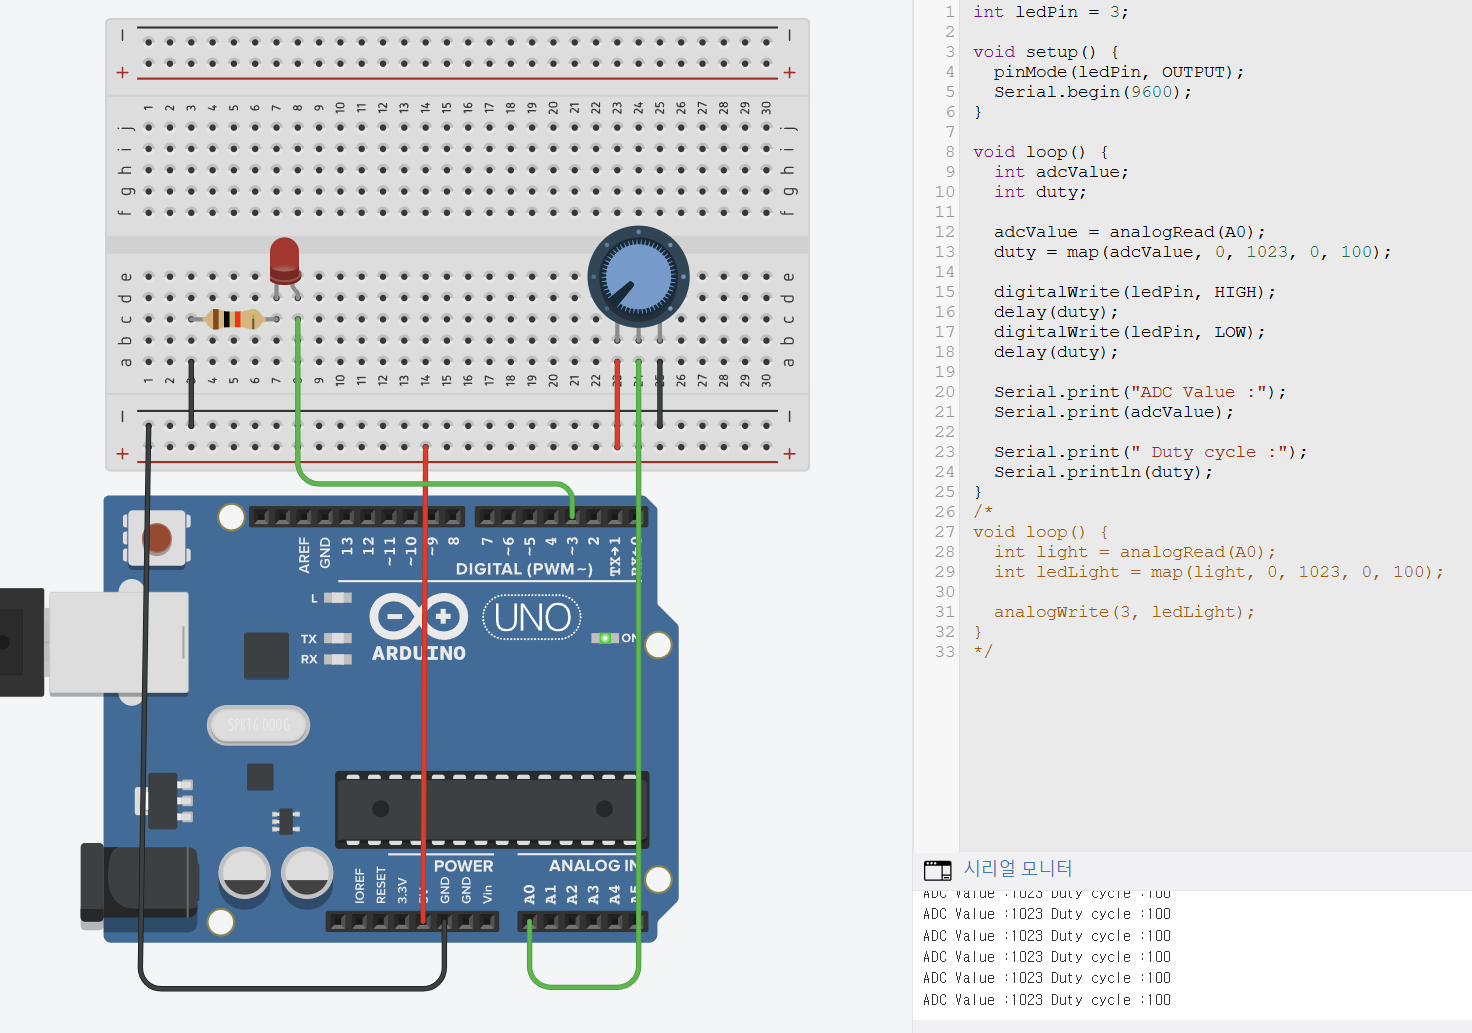 1 2 3 4 5 6 7 8 9 10 11 12 13 14 15 16 17 18 19 20 21 22 23 24 25 26 27 28 29 30
j j
i i
h h
g g
f f
e e
d d
c c
b b
a a
1 2 4 5 6 7 9 10 11 12 13 14 15 16 17 18 19 20 21 22 26 27 28 29 30
AREF GND 13 12 ~11 ~10 ~9 8 7 ~6 ~5 4 ~3 2 TX→1
DIGITAL (PWM~)
L
TX
RX
UNO
ON
ARDUINO
SPK16.000G
POWER ANALOG IN
IOREF RESET 3.3V GND GND Vin A0 A1 A2 A3 A4
1 int ledPin = 3;
2
3 void setup() {
4 pinMode(ledPin, OUTPUT);
5 Serial.begin(9600);
6 }
7
8 void loop() {
9 int adcValue;
10 int duty;
11
12 adcValue = analogRead(A0);
13 duty = map(adcValue, 0, 1023, 0, 100);
14
15 digitalWrite(ledPin, HIGH);
16 delay(duty);
17 digitalWrite(ledPin, LOW);
18 delay(duty);
19
20 Serial.print("ADC Value :");
21 Serial.print(adcValue);
22
23 Serial.print(" Duty cycle :");
24 Serial.println(duty);
25 }
26 /*
27 void loop() {
28 int light = analogRead(A0);
29 int ledLight = map(light, 0, 1023, 0, 100);
30
31 analogWrite(3, ledLight);
32 }
33 */
시리얼 모니터
ADC Value :1023 Duty cycle :100
ADC Value :1023 Duty cycle :100
ADC Value :1023 Duty cycle :100
ADC Value :1023 Duty cycle :100
ADC Value :1023 Duty cycle :100
ADC Value :1023 Duty cycle :100